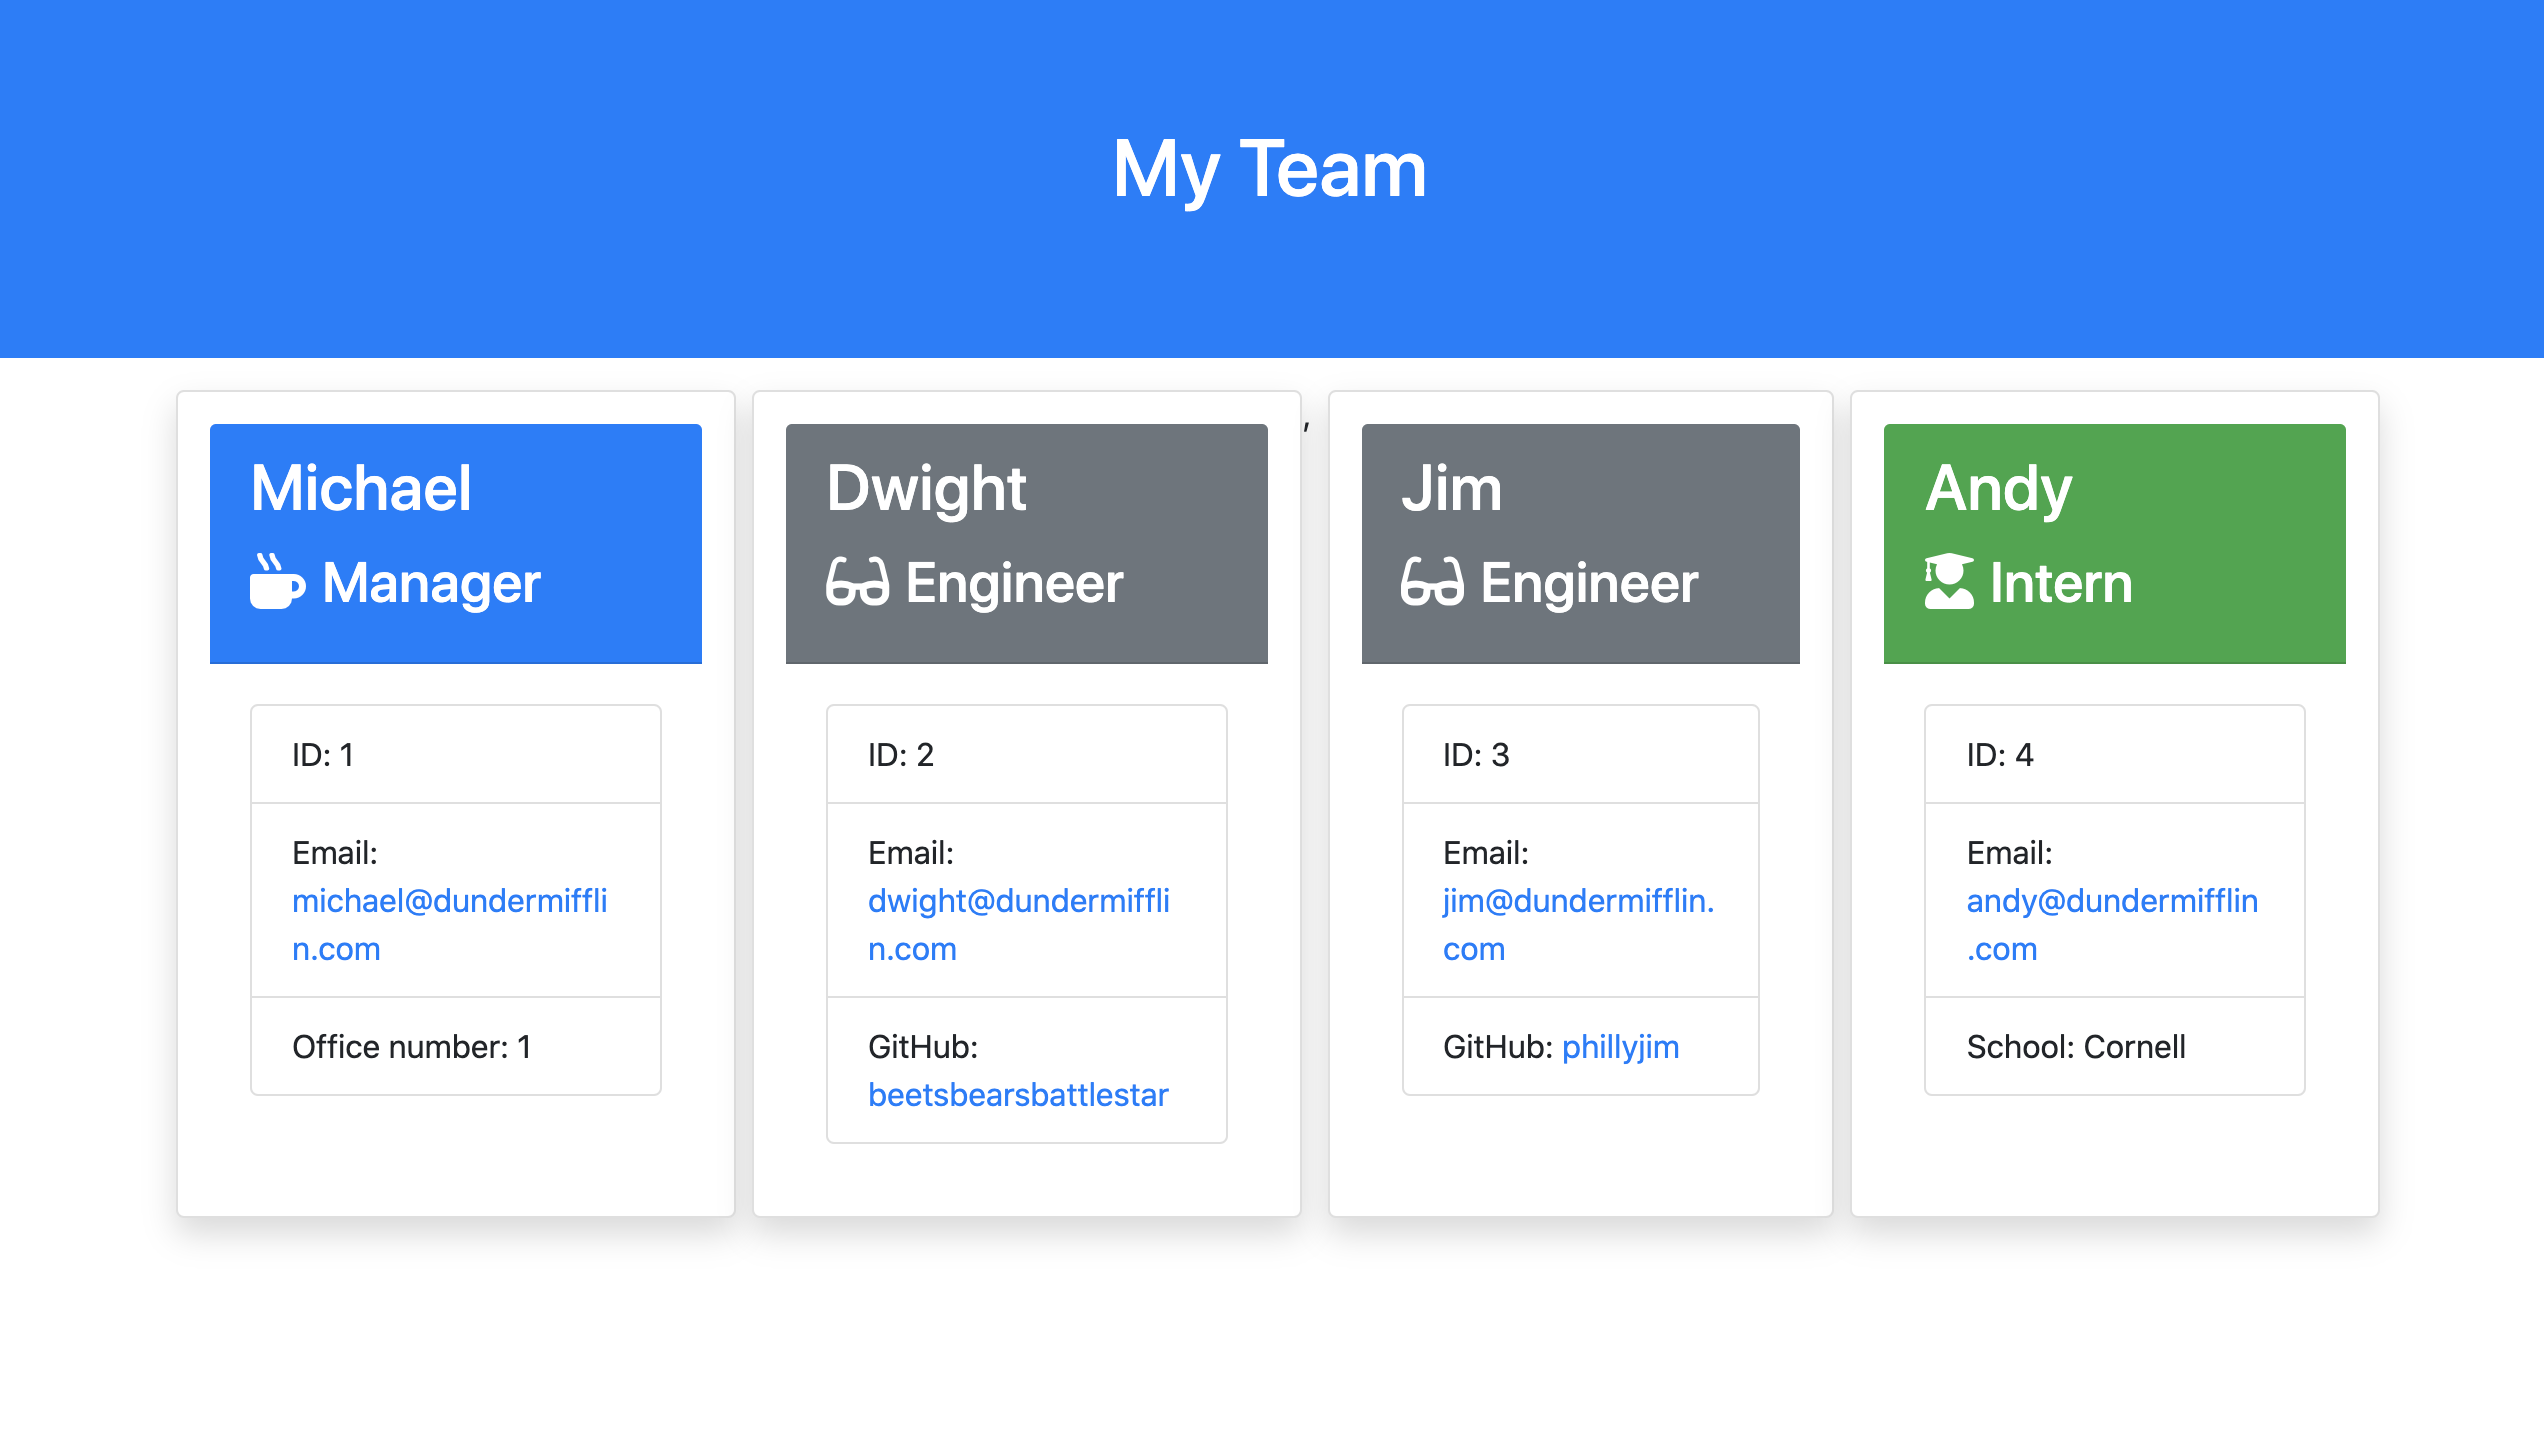 My Team
Michael
Manager
ID: 1
Email:
michael@dundermiffli
n.com
Office number: 1
Dwight
Engineer
ID: 2
Email:
dwight@dundermiffli
n.com
GitHub:
beetsbearsbattlestar
,
Jim
Engineer
ID: 3
Email:
jim@dundermifflin.
com
GitHub: phillyjim
Andy
Intern
ID: 4
Email:
andy@dundermifflin
.com
School: Cornell